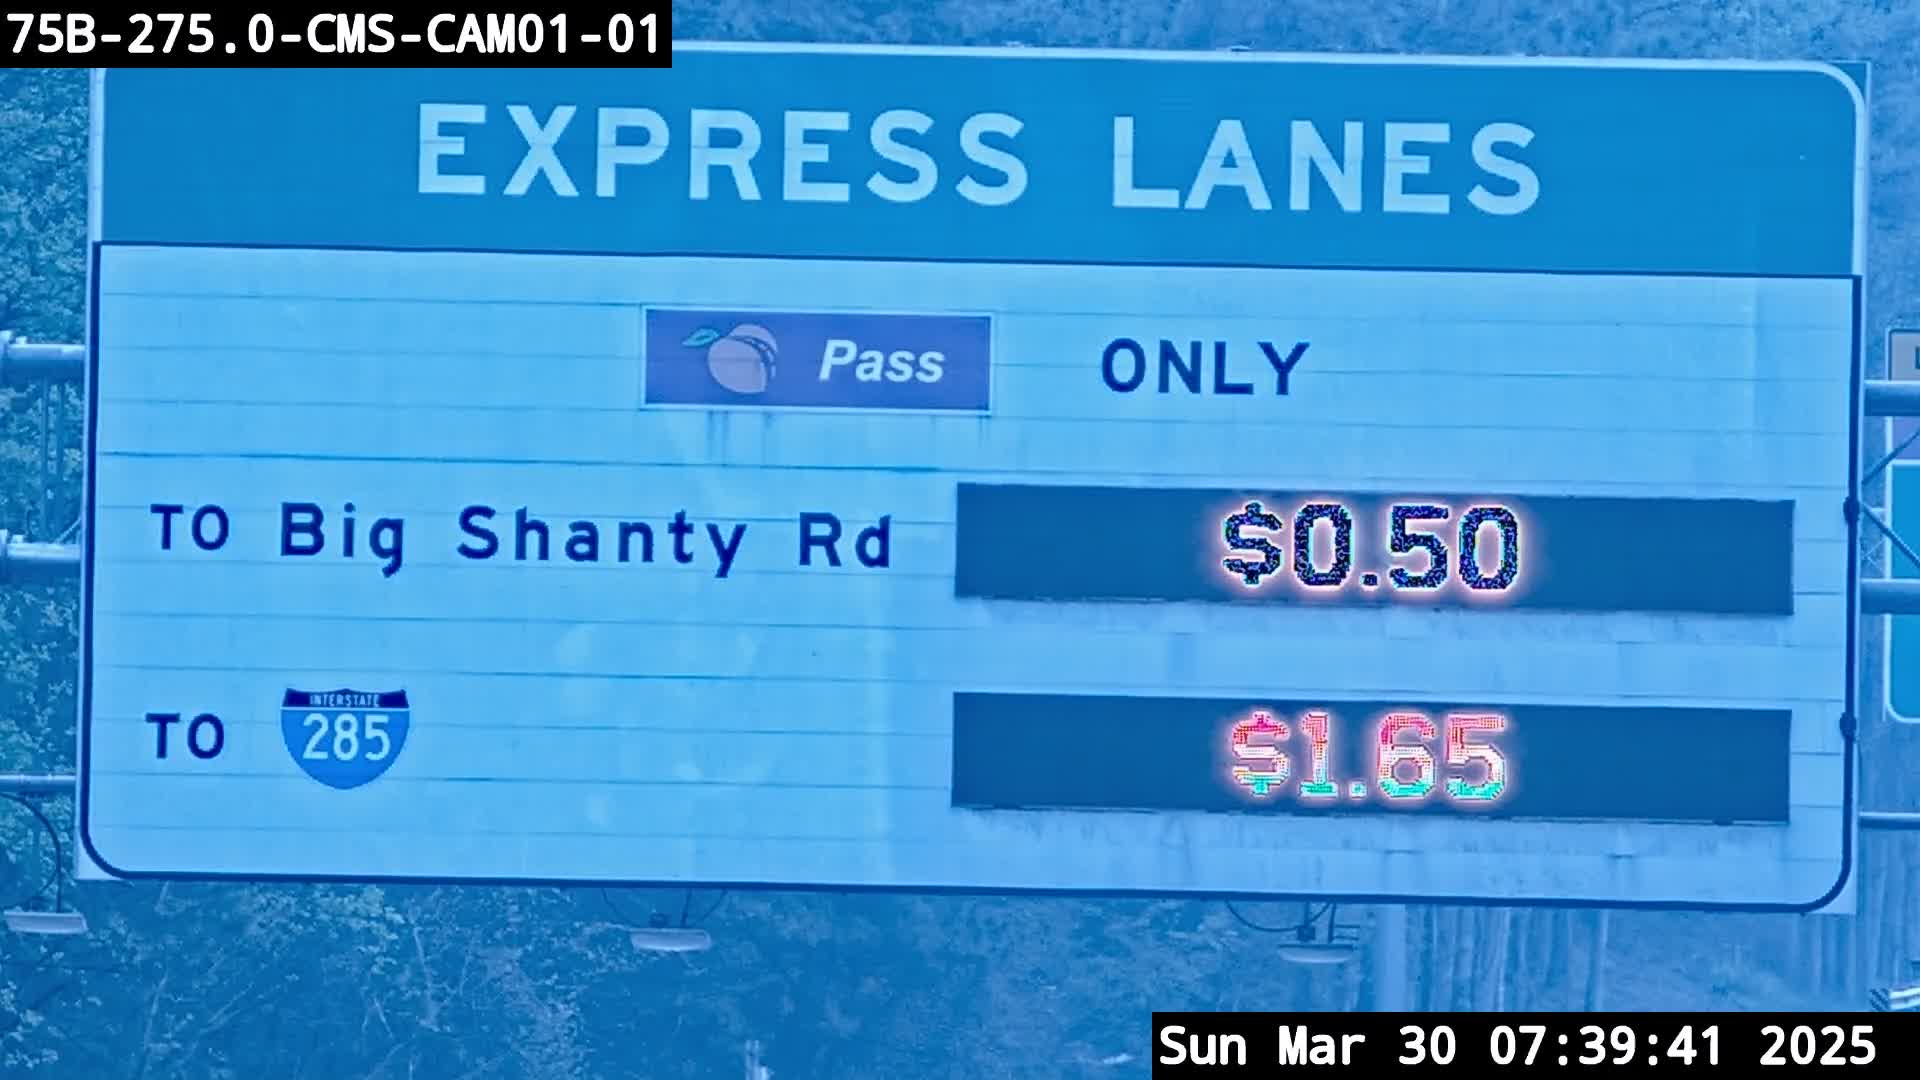 75B-275.0-CMS-CAM01-01
EXPRESS LANES
Pass ONLY
TO Big Shanty Rd $0.50
TO INTERSTATE 285 $1.65
Sun Mar 30 07:39:41 2025